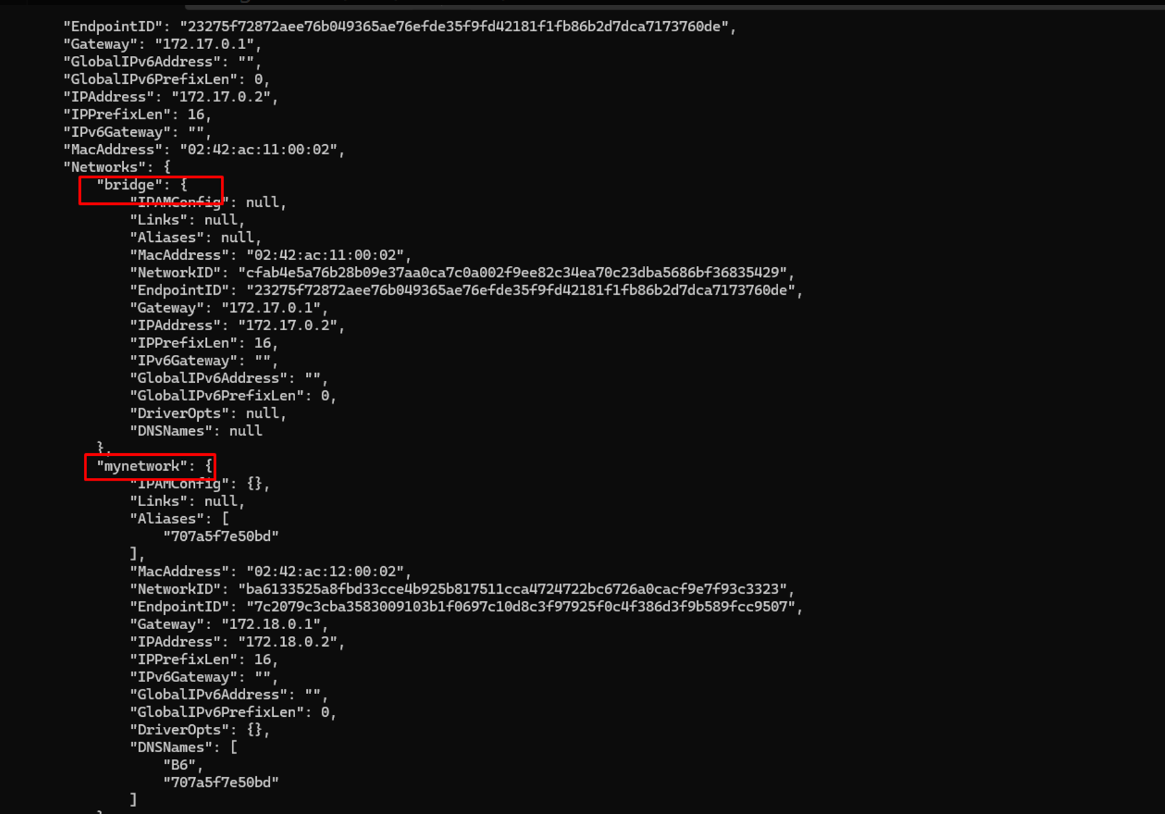 "EndpointID": "23275f72872aee76b049365ae76efde35f9fd42181f1fb86b2d7dca7173760de",
"Gateway": "172.17.0.1",
"GlobalIPv6Address": "",
"GlobalIPv6PrefixLen": 0,
"IPAddress": "172.17.0.2",
"IPPrefixLen": 16,
"IPv6Gateway": "",
"MacAddress": "02:42:ac:11:00:02",
"Networks": {
"bridge": {
"IPAMConfig": null,
"Links": null,
"Aliases": null,
"MacAddress": "02:42:ac:11:00:02",
"NetworkID": "cfab4e5a76b28b09e37aa0ca7c0a002f9ee82c34ea70c23dba5686bf36835429",
"EndpointID": "23275f72872aee76b049365ae76efde35f9fd42181f1fb86b2d7dca7173760de",
"Gateway": "172.17.0.1",
"IPAddress": "172.17.0.2",
"IPPrefixLen": 16,
"IPv6Gateway": "",
"GlobalIPv6Address": "",
"GlobalIPv6PrefixLen": 0,
"DriverOpts": null,
"DNSNames": null
},
"mynetwork": {
"IPAMConfig": {},
"Links": null,
"Aliases": [
"707a5f7e50bd"
],
"MacAddress": "02:42:ac:12:00:02",
"NetworkID": "ba6133525a8fbd33cce4b925b817511cca4724722bc6726a0cacf9e7f93c3323",
"EndpointID": "7c2079c3cba3583009103b1f0697c10d8c3f97925f0c4f386d3f9b589fcc9507",
"Gateway": "172.18.0.1",
"IPAddress": "172.18.0.2",
"IPPrefixLen": 16,
"IPv6Gateway": "",
"GlobalIPv6Address": "",
"GlobalIPv6PrefixLen": 0,
"DriverOpts": {},
"DNSNames": [
"B6",
"707a5f7e50bd"
]